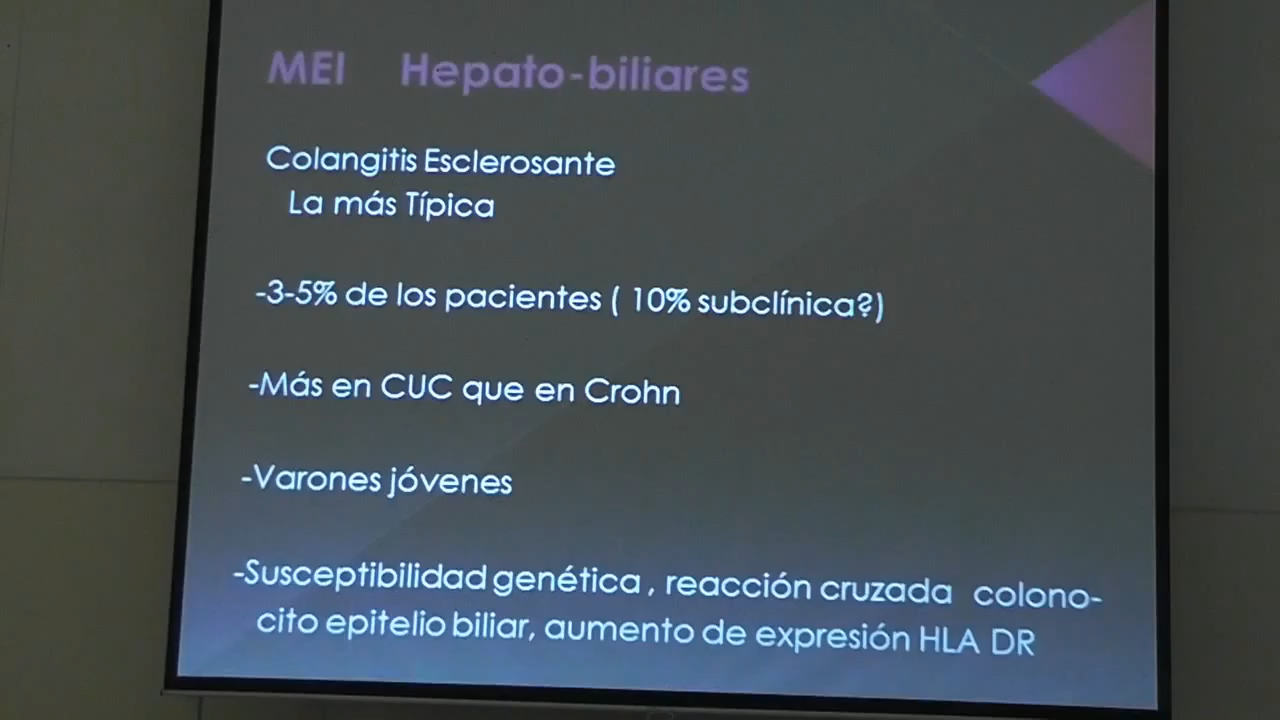 MEI Hepato-biliares
Colangitis Esclerosante
La más Típica
-3-5% de los pacientes ( 10% subclínica?)
-Más en CUC que en Crohn
-Varones jóvenes
-Susceptibilidad genética , reacción cruzada colono-
cito epitelio biliar, aumento de expresión HLA DR